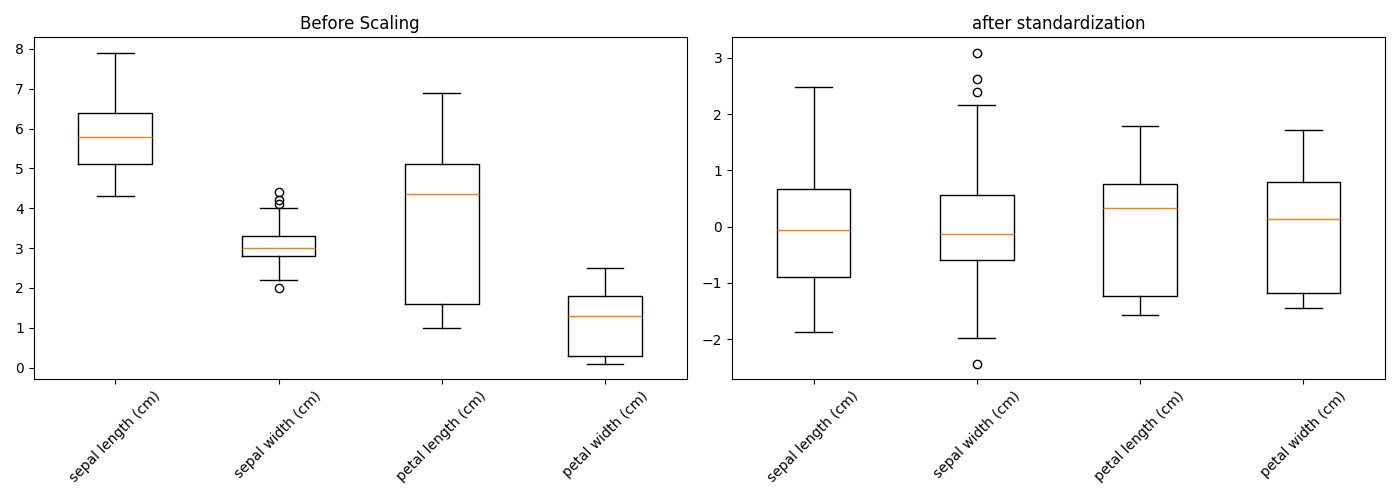 Before Scaling
8
7
6
5
4
3
2
1
0
sepal length (cm)
sepal width (cm)
petal length (cm)
petal width (cm)
after standardization
3
2
1
0
−1
−2
sepal length (cm)
sepal width (cm)
petal length (cm)
petal width (cm)